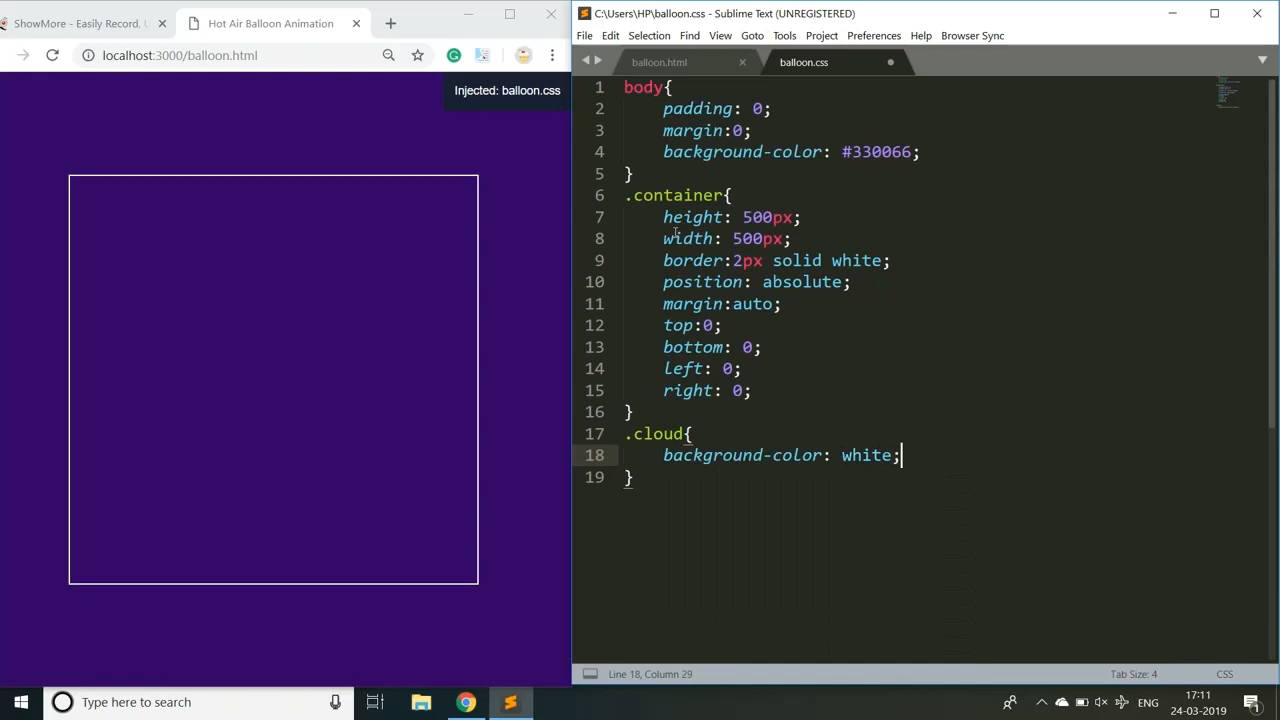 ShowMore - Easily Record,
Hot Air Balloon Animation
localhost:3000/balloon.html
Injected: balloon.css
C:\Users\HP\balloon.css - Sublime Text (UNREGISTERED)
File Edit Selection Find View Goto Tools Project Preferences Help Browser Sync
balloon.html
balloon.css
1 body{
2 padding: 0;
3 margin:0;
4 background-color: #330066;
5 }
6 .container{
7 height: 500px;
8 width: 500px;
9 border:2px solid white;
10 position: absolute;
11 margin:auto;
12 top:0;
13 bottom: 0;
14 left: 0;
15 right: 0;
16 }
17 .cloud{
18 background-color: white;
19 }
Line 18, Column 29
Tab Size: 4
CSS
Type here to search
ENG
17:11
24-03-2019
1